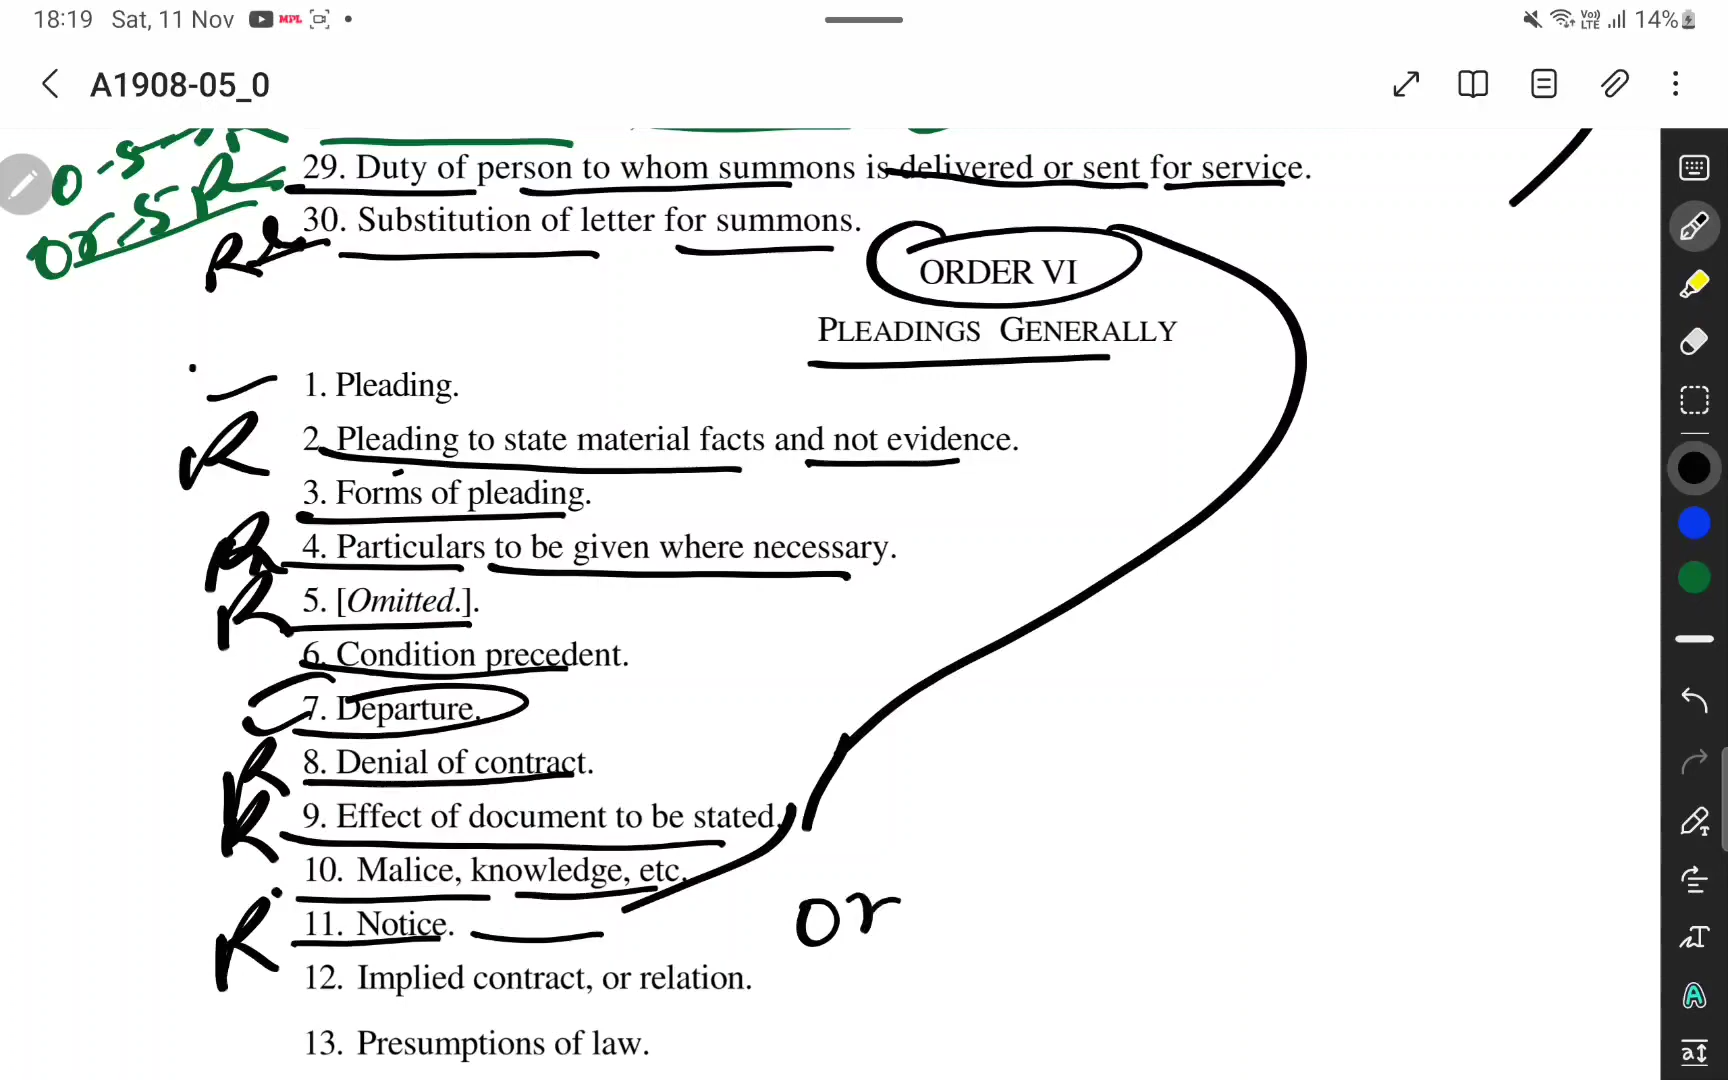 18:19 Sat, 11 Nov MPL Vo)) LTE 14%
A1908-05_0
29. Duty of person to whom summons is delivered or sent for service.
30. Substitution of letter for summons.
ORDER VI
PLEADINGS GENERALLY
1. Pleading.
2. Pleading to state material facts and not evidence.
3. Forms of pleading.
4. Particulars to be given where necessary.
5. [Omitted.].
6. Condition precedent.
7. Departure.
8. Denial of contract.
9. Effect of document to be stated.
10. Malice, knowledge, etc.
11. Notice.
or
12. Implied contract, or relation.
13. Presumptions of law.